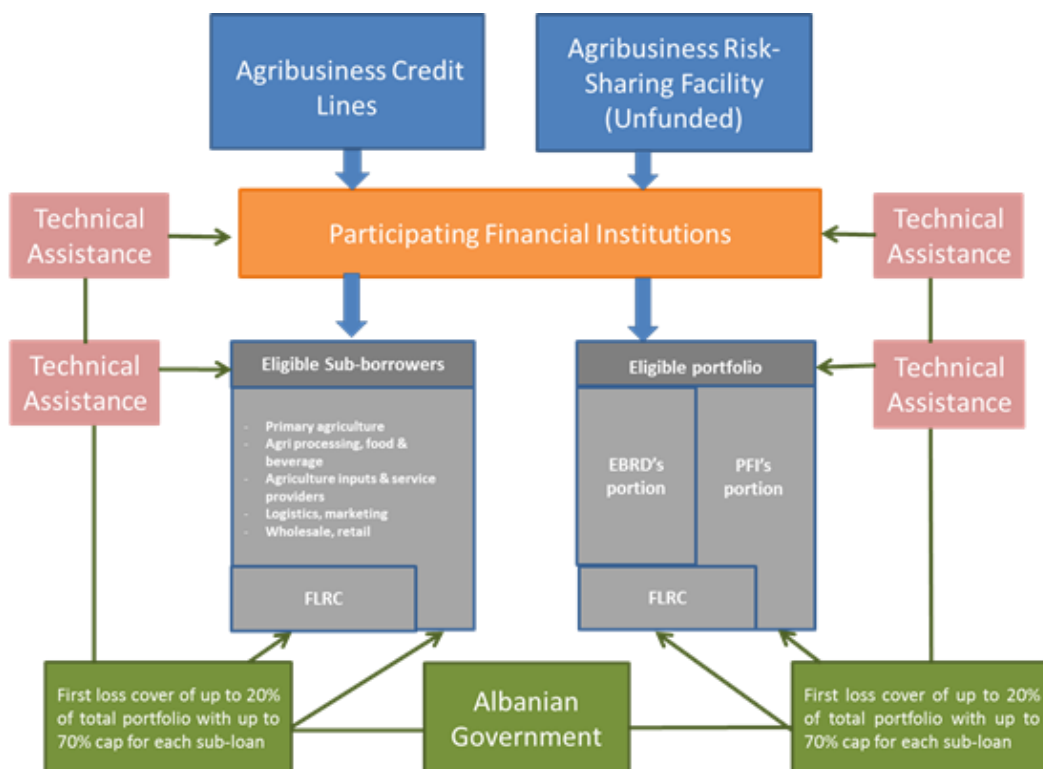 Agribusiness Credit
Lines
Agribusiness Risk-
Sharing Facility
(Unfunded)
Technical
Assistance
Participating Financial Institutions
Technical
Assistance
Technical
Assistance
Eligible Sub-borrowers
- Primary agriculture
- Agri processing, food &
beverage
- Agriculture inputs & service
providers
- Logistics, marketing
- Wholesale, retail
FLRC
Eligible portfolio
EBRD's
portion
PFI's
portion
FLRC
Technical
Assistance
First loss cover of up to 20%
of total portfolio with up to
70% cap for each sub-loan
Albanian
Government
First loss cover of up to 20%
of total portfolio with up to
70% cap for each sub-loan